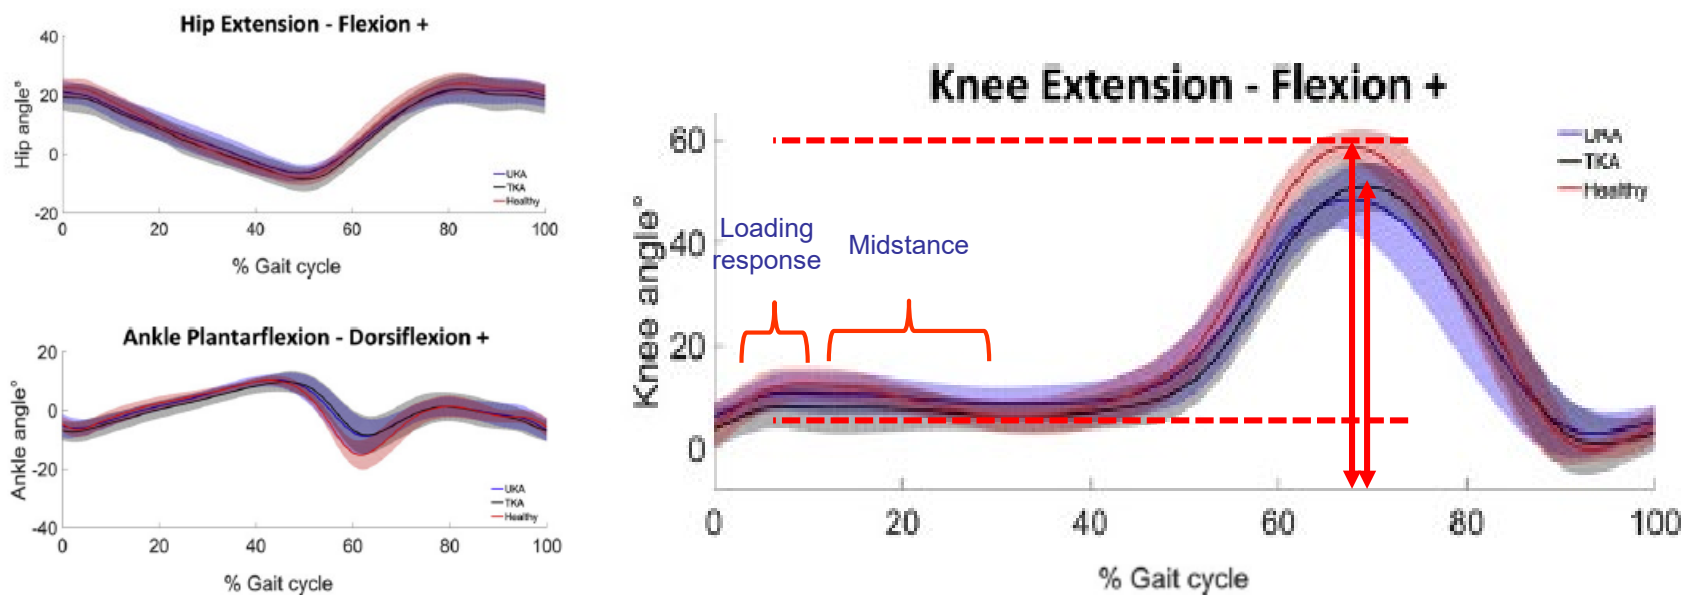 Hip Extension - Flexion +
40
20
0
-20
Hip angle°
UKA
TKA
Healthy
0 20 40 60 80 100
% Gait cycle
Ankle Plantarflexion - Dorsiflexion +
20
0
-20
-40
Ankle angle°
UKA
TKA
Healthy
0 20 40 60 80 100
% Gait cycle
Knee Extension - Flexion +
60
40
20
0
Knee angle°
UKA
TKA
Healthy
Loading
response
Midstance
0 20 40 60 80 100
% Gait cycle